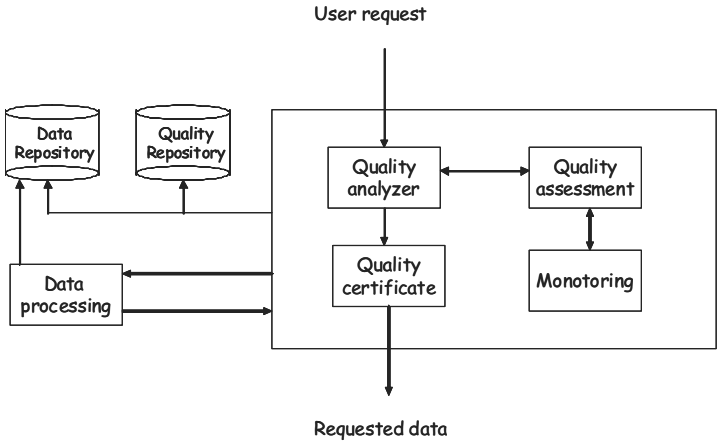 User request
Data
Repository
Quality
Repository
Quality
analyzer
Quality
assessment
Data
processing
Quality
certificate
Monotoring
Requested data